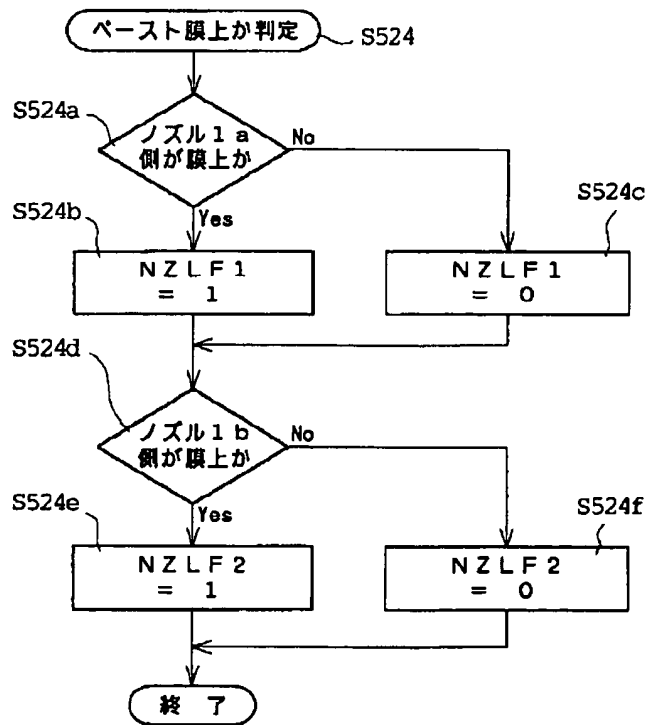 ペースト膜上か判定
S524
S524a
ノズル1a
側が膜上か
No
Yes
S524b
NZLF1
= 1
S524c
NZLF1
= 0
S524d
ノズル1b
側が膜上か
No
Yes
S524e
NZLF2
= 1
S524f
NZLF2
= 0
終了